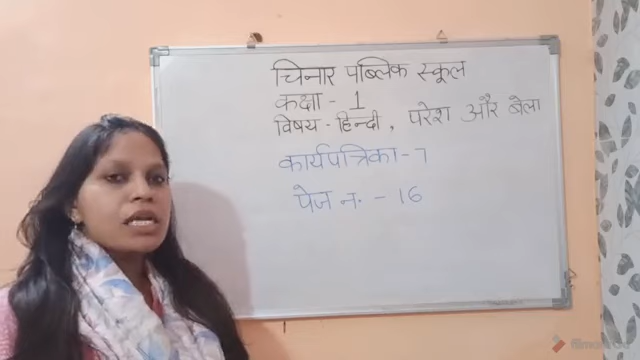 चिनार पब्लिक स्कूल
कक्षा - 1
विषय - हिन्दी , परेश और बेला
कार्यपत्रिका - 7
पेज न. - 16